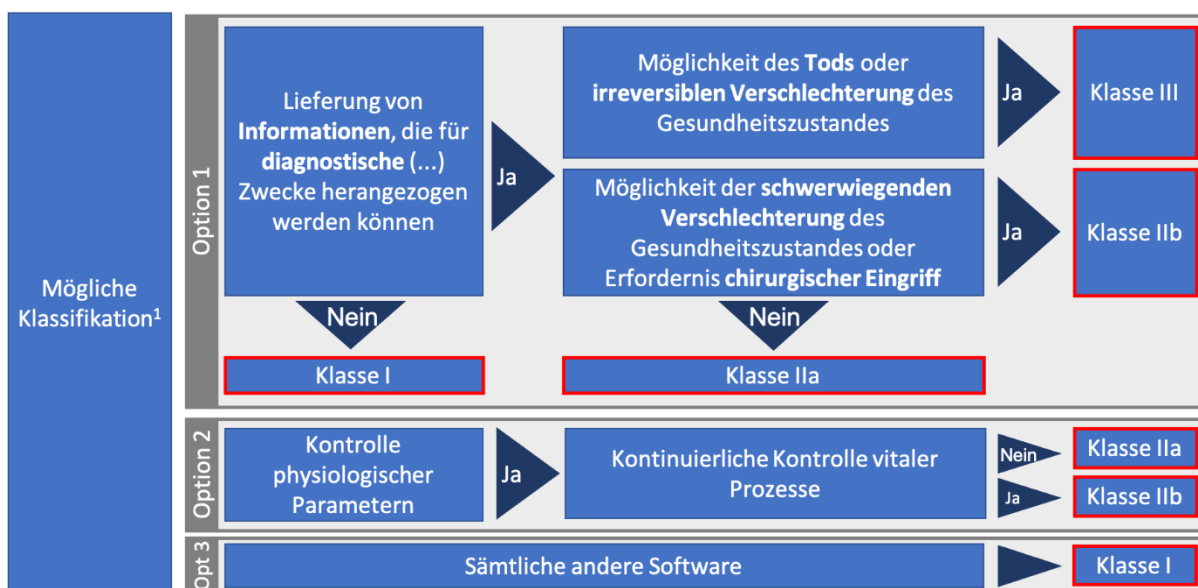 Mögliche
Klassifikation¹
Option 1
Lieferung von
Informationen, die für
diagnostische (...)
Zwecke herangezogen
werden können
Ja
Möglichkeit des Tods oder
irreversiblen Verschlechterung des
Gesundheitszustandes
Ja
Klasse III
Möglichkeit der schwerwiegenden
Verschlechterung des
Gesundheitszustandes oder
Erfordernis chirurgischer Eingriff
Ja
Klasse IIb
Nein
Nein
Klasse I
Klasse IIa
Option 2
Kontrolle
physiologischer
Parametern
Ja
Kontinuierliche Kontrolle vitaler
Prozesse
Nein
Klasse IIa
Ja
Klasse IIb
Opt 3
Sämtliche andere Software
Klasse I